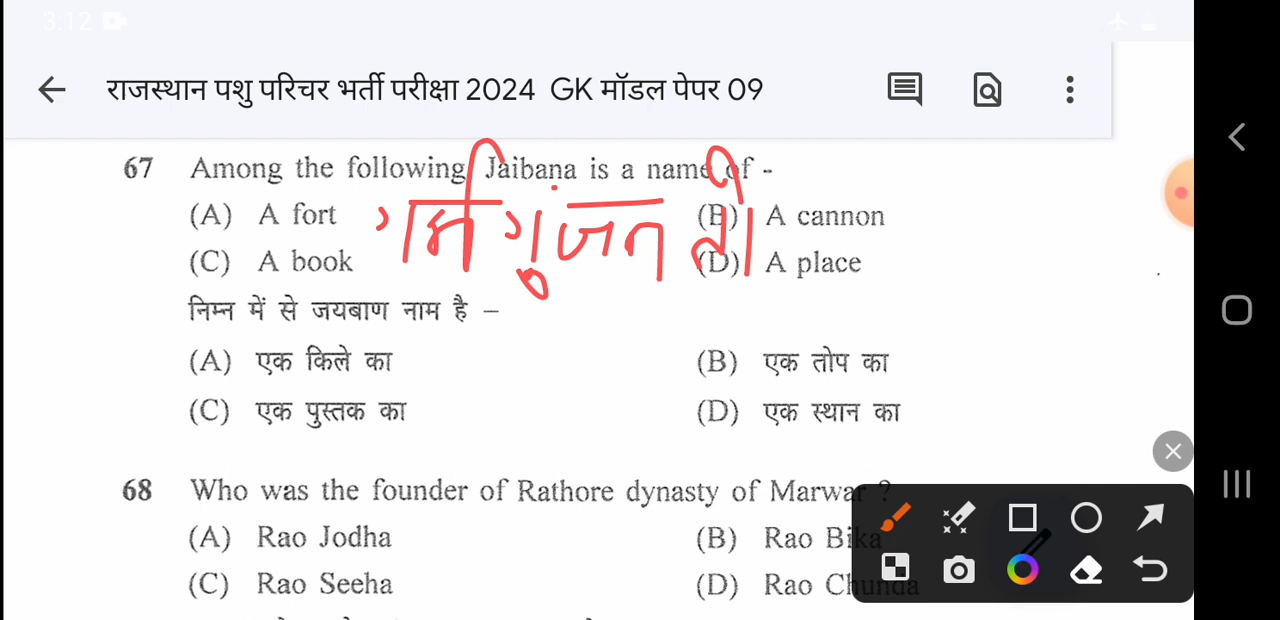 3:12
राजस्थान पशु परिचर भर्ती परीक्षा 2024 GK मॉडल पेपर 09
67 Among the following Jaibana is a name of -
(A) A fort (B) A cannon
(C) A book (D) A place
निम्न में से जयबाण नाम है –
(A) एक किले का (B) एक तोप का
(C) एक पुस्तक का (D) एक स्थान का
68 Who was the founder of Rathore dynasty of Marwar ?
(A) Rao Jodha (B) Rao Bika
(C) Rao Seeha (D) Rao Chunda